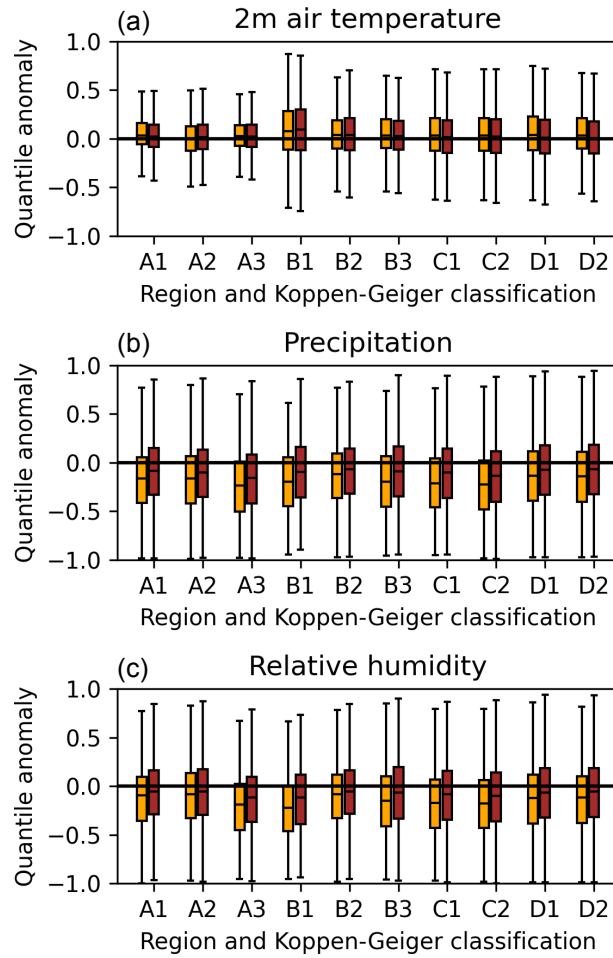 (a) 2m air temperature
Quantile anomaly
1.0
0.5
0.0
−0.5
−1.0
A1 A2 A3 B1 B2 B3 C1 C2 D1 D2
Region and Koppen-Geiger classification
(b) Precipitation
Quantile anomaly
1.0
0.5
0.0
−0.5
−1.0
A1 A2 A3 B1 B2 B3 C1 C2 D1 D2
Region and Koppen-Geiger classification
(c) Relative humidity
Quantile anomaly
1.0
0.5
0.0
−0.5
−1.0
A1 A2 A3 B1 B2 B3 C1 C2 D1 D2
Region and Koppen-Geiger classification